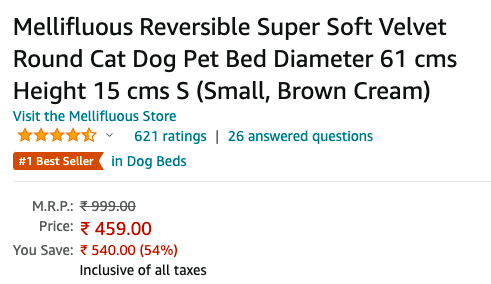 Mellifluous Reversible Super Soft Velvet
Round Cat Dog Pet Bed Diameter 61 cms
Height 15 cms S (Small, Brown Cream)
Visit the Mellifluous Store
621 ratings | 26 answered questions
#1 Best Seller in Dog Beds
M.R.P.: ₹ 999.00
Price: ₹ 459.00
You Save: ₹ 540.00 (54%)
Inclusive of all taxes